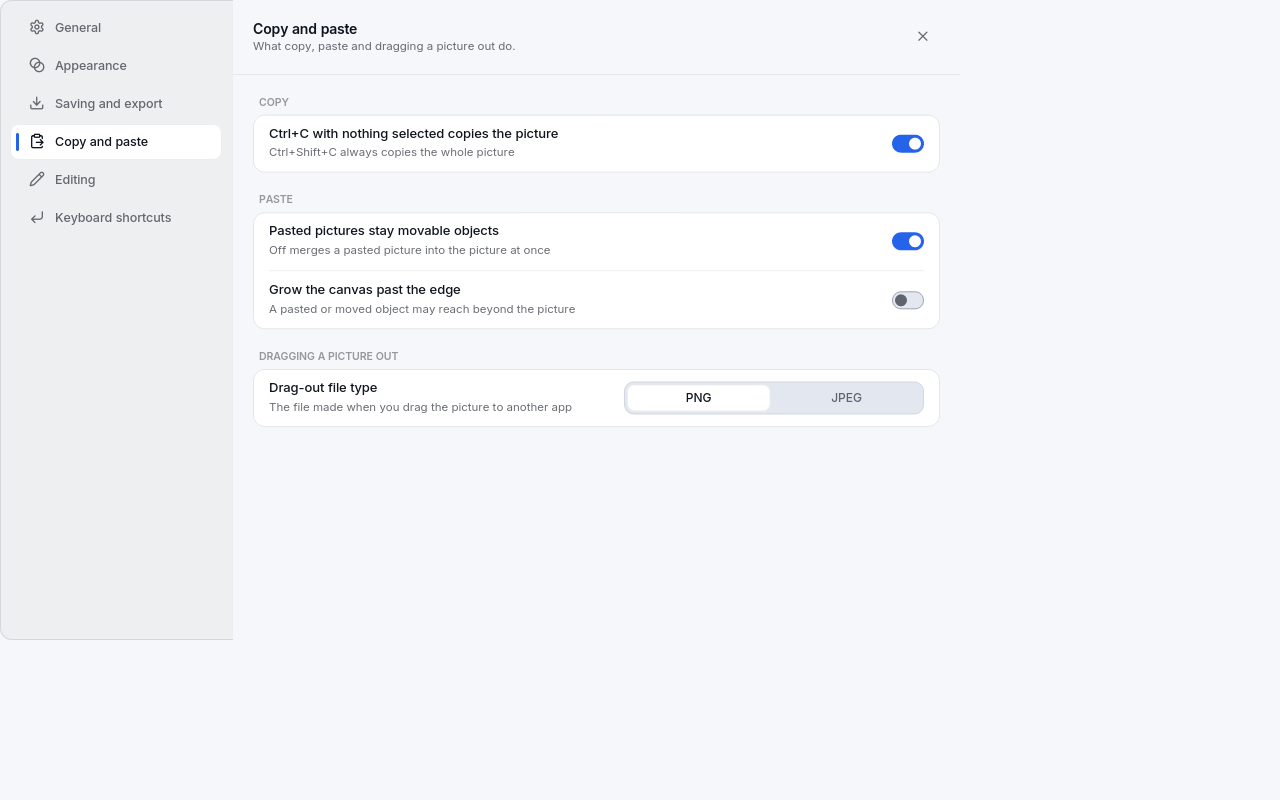 General
Appearance
Saving and export
Copy and paste
Editing
Keyboard shortcuts
Copy and paste
What copy, paste and dragging a picture out do.
COPY
Ctrl+C with nothing selected copies the picture
Ctrl+Shift+C always copies the whole picture
PASTE
Pasted pictures stay movable objects
Off merges a pasted picture into the picture at once
Grow the canvas past the edge
A pasted or moved object may reach beyond the picture
DRAGGING A PICTURE OUT
Drag-out file type
The file made when you drag the picture to another app
PNG
JPEG